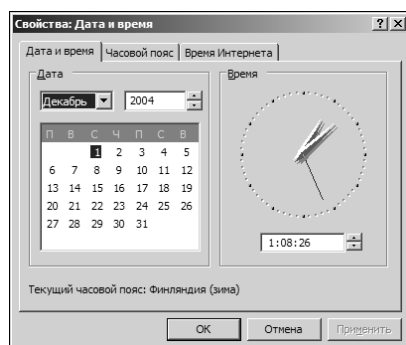 Свойства: Дата и время
Дата и время Часовой пояс Время Интернета
Дата
Декабрь 2004
П В С Ч П С В
1 2 3 4 5
6 7 8 9 10 11 12
13 14 15 16 17 18 19
20 21 22 23 24 25 26
27 28 29 30 31
Время
1:08:26
Текущий часовой пояс: Финляндия (зима)
OK Отмена Применить